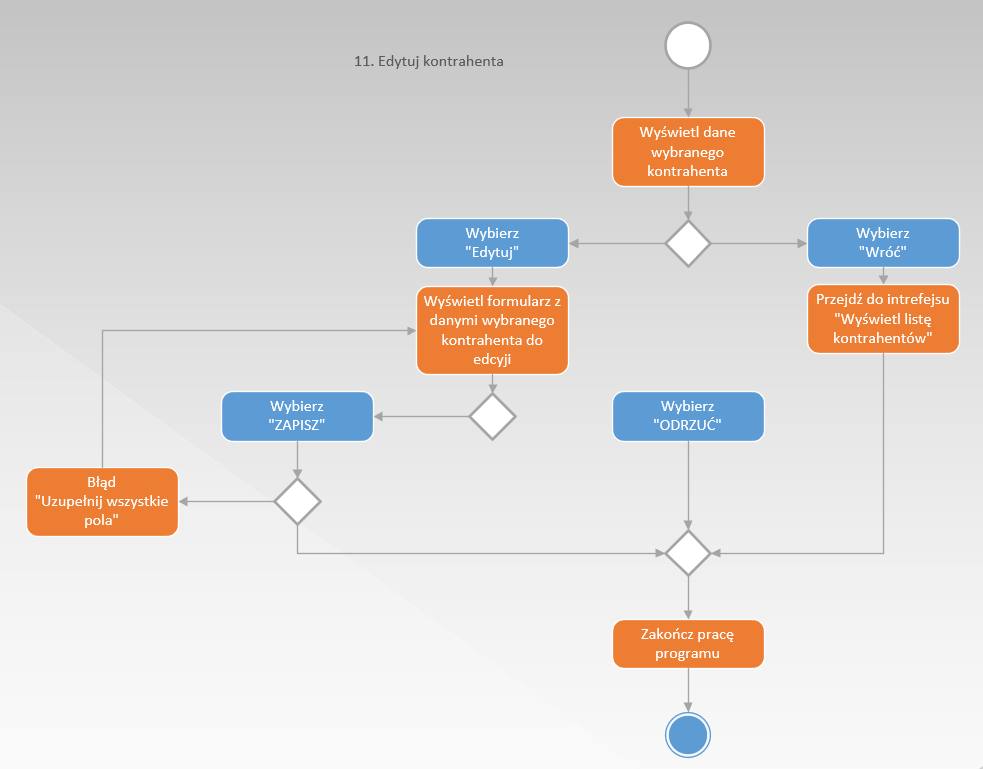 11. Edytuj kontrahenta
Wyświetl dane
wybranego
kontrahenta
Wybierz
"Edytuj"
Wybierz
"Wróć"
Wyświetl formularz z
danymi wybranego
kontrahenta do
edcyji
Przejdź do intrefejsu
"Wyświetl listę
kontrahentów"
Wybierz
"ZAPISZ"
Wybierz
"ODRZUĆ"
Błąd
"Uzupełnij wszystkie
pola"
Zakończ pracę
programu